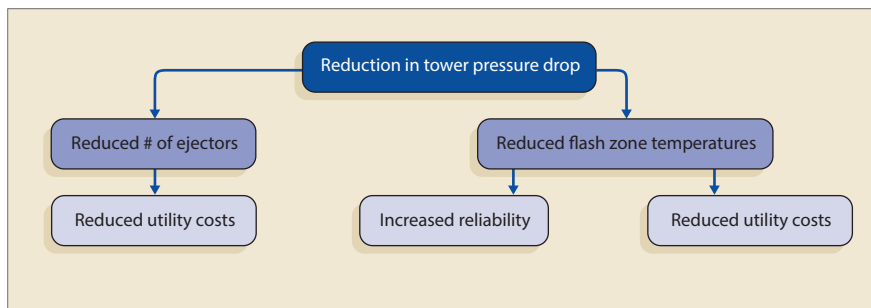 Reduction in tower pressure drop
Reduced # of ejectors
Reduced flash zone temperatures
Reduced utility costs
Increased reliability
Reduced utility costs